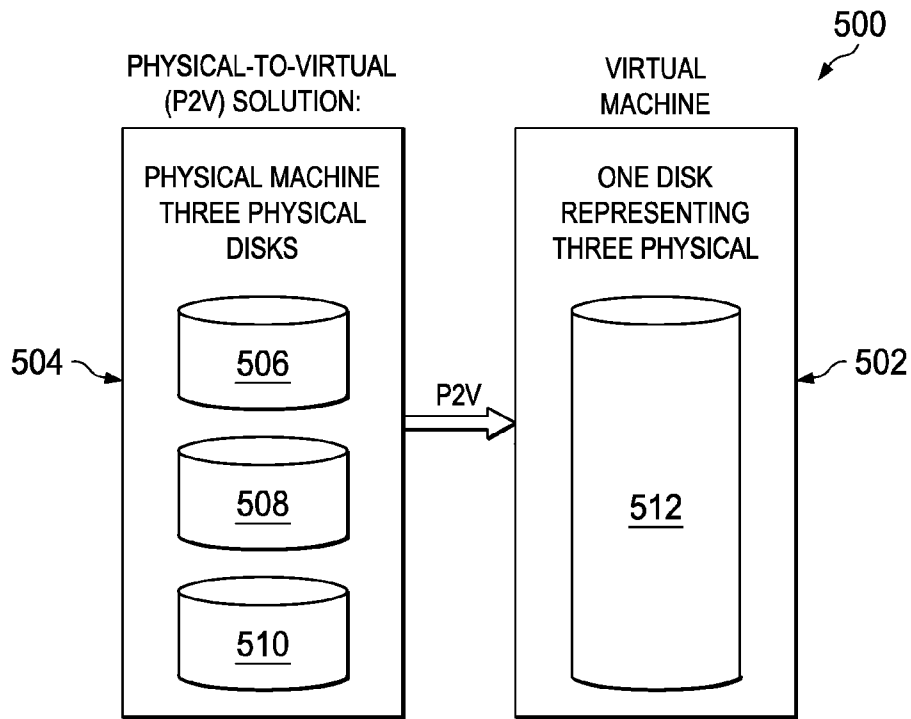 500
PHYSICAL-TO-VIRTUAL
(P2V) SOLUTION:
VIRTUAL
MACHINE
PHYSICAL MACHINE
THREE PHYSICAL
DISKS
ONE DISK
REPRESENTING
THREE PHYSICAL
504
506
508
510
P2V
512
502